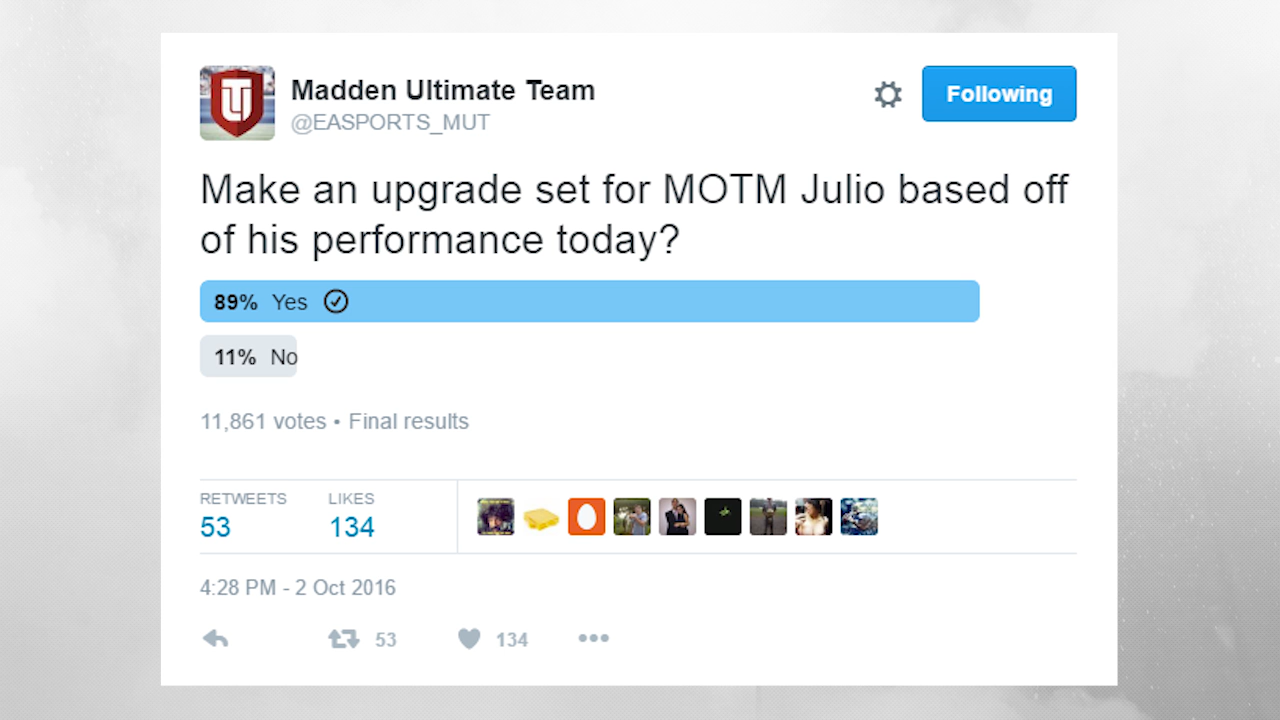 Madden Ultimate Team
@EASPORTS_MUT
Following
Make an upgrade set for MOTM Julio based off
of his performance today?
89% Yes
11% No
11,861 votes • Final results
RETWEETS LIKES
53 134
4:28 PM - 2 Oct 2016
53 134